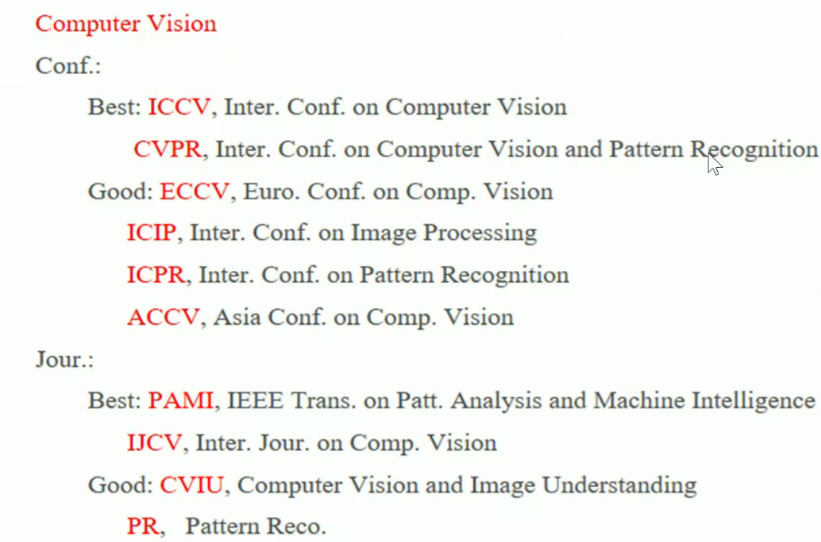 Computer Vision
Conf.:
Best: ICCV, Inter. Conf. on Computer Vision
CVPR, Inter. Conf. on Computer Vision and Pattern Recognition
Good: ECCV, Euro. Conf. on Comp. Vision
ICIP, Inter. Conf. on Image Processing
ICPR, Inter. Conf. on Pattern Recognition
ACCV, Asia Conf. on Comp. Vision
Jour.:
Best: PAMI, IEEE Trans. on Patt. Analysis and Machine Intelligence
IJCV, Inter. Jour. on Comp. Vision
Good: CVIU, Computer Vision and Image Understanding
PR, Pattern Reco.